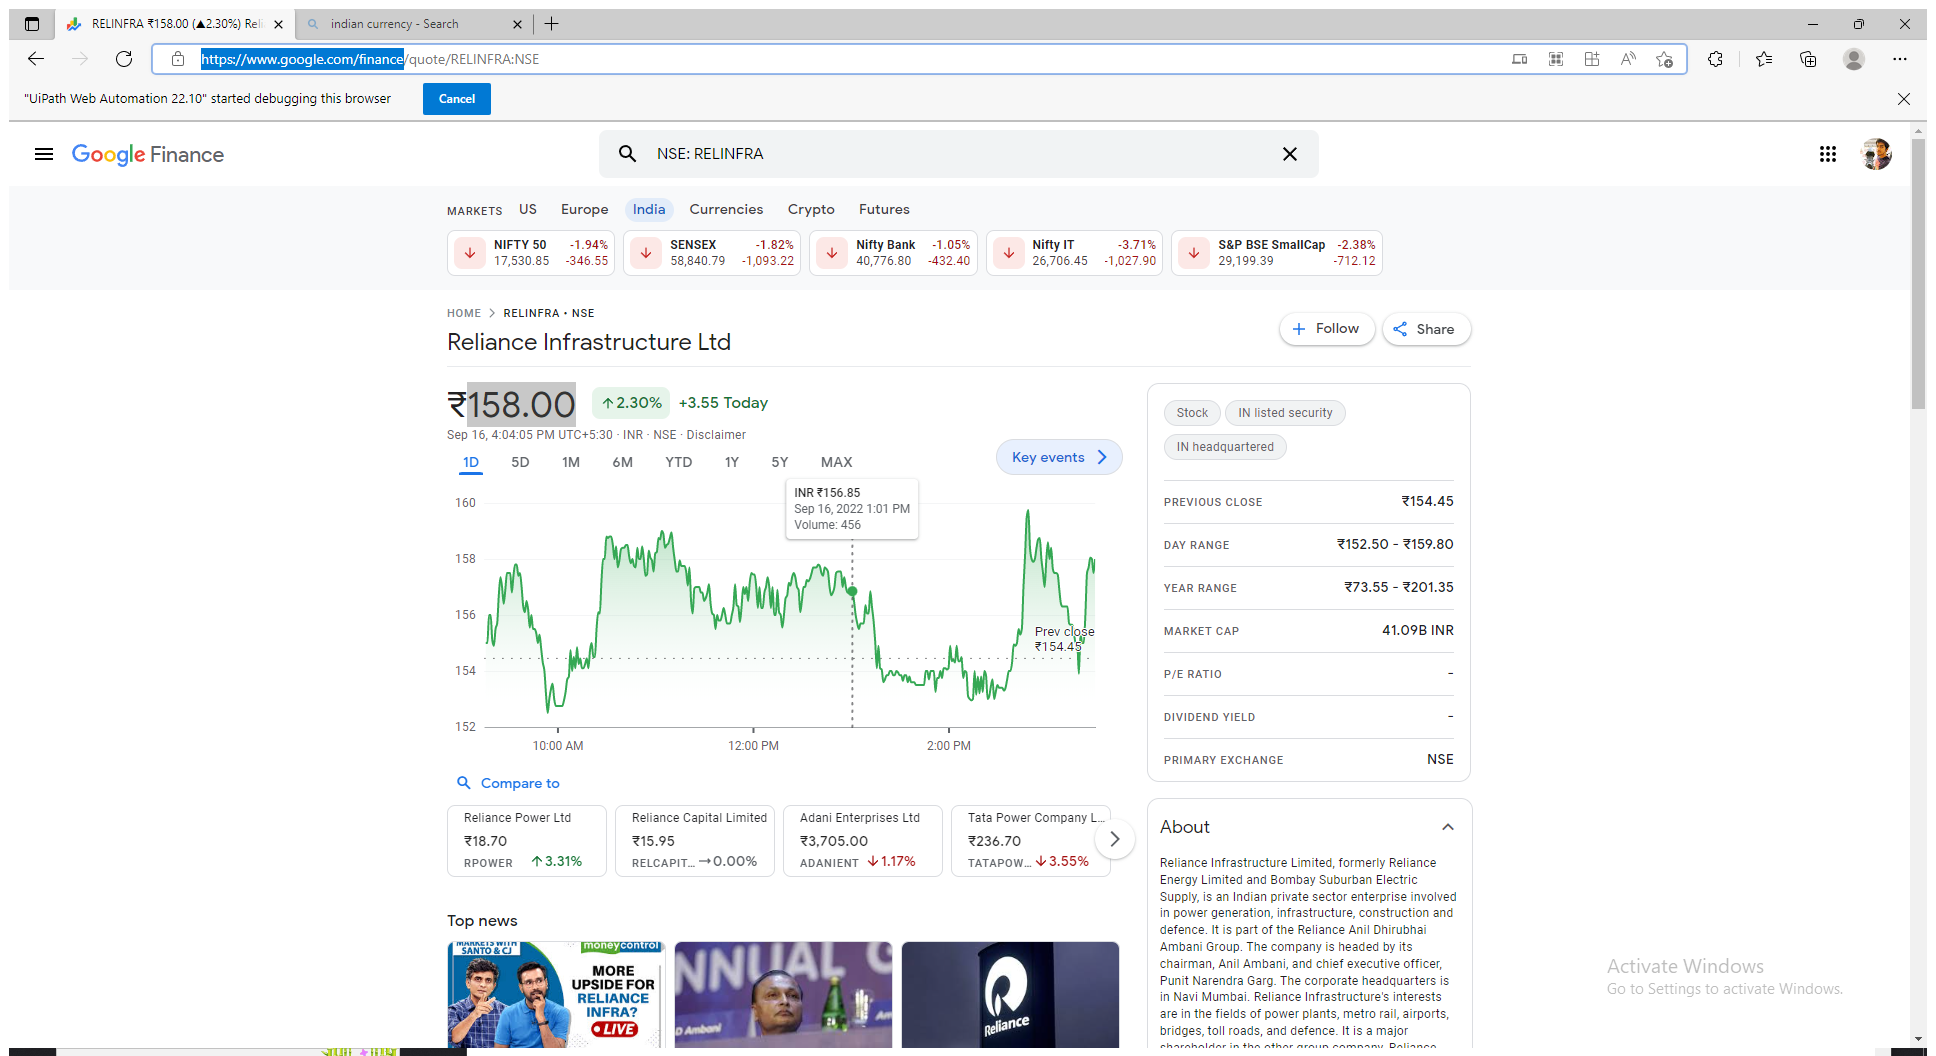 RELINFRA ₹158.00 (▲2.30%) Reli
indian currency - Search
https://www.google.com/finance/quote/RELINFRA:NSE
"UiPath Web Automation 22.10" started debugging this browser
Cancel
Google Finance
NSE: RELINFRA
MARKETS US Europe India Currencies Crypto Futures
NIFTY 50 -1.94%
17,530.85 -346.55
SENSEX -1.82%
58,840.79 -1,093.22
Nifty Bank -1.05%
40,776.80 -432.40
Nifty IT -3.71%
26,706.45 -1,027.90
S&P BSE SmallCap -2.38%
29,199.39 -712.12
HOME > RELINFRA • NSE
Reliance Infrastructure Ltd
+ Follow
Share
₹158.00 ↑2.30% +3.55 Today
Sep 16, 4:04:05 PM UTC+5:30 · INR · NSE · Disclaimer
1D 5D 1M 6M YTD 1Y 5Y MAX
Key events
INR ₹156.85
Sep 16, 2022 1:01 PM
Volume: 456
160
158
156
154
152
Prev close
₹154.45
10:00 AM 12:00 PM 2:00 PM
Stock
IN listed security
IN headquartered
PREVIOUS CLOSE ₹154.45
DAY RANGE ₹152.50 - ₹159.80
YEAR RANGE ₹73.55 - ₹201.35
MARKET CAP 41.09B INR
P/E RATIO -
DIVIDEND YIELD -
PRIMARY EXCHANGE NSE
Compare to
Reliance Power Ltd
₹18.70
RPOWER ↑3.31%
Reliance Capital Limited
₹15.95
RELCAPIT... →0.00%
Adani Enterprises Ltd
₹3,705.00
ADANIENT ↓1.17%
Tata Power Company L...
₹236.70
TATAPOW... ↓3.55%
Top news
MARKETS WITH
SANTO & CJ
moneycontrol
MORE
UPSIDE FOR
RELIANCE
INFRA?
LIVE
NNUAL G
D Ambani
Reliance
About
Reliance Infrastructure Limited, formerly Reliance
Energy Limited and Bombay Suburban Electric
Supply, is an Indian private sector enterprise involved
in power generation, infrastructure, construction and
defence. It is part of the Reliance Anil Dhirubhai
Ambani Group. The company is headed by its
chairman, Anil Ambani, and chief executive officer,
Punit Narendra Garg. The corporate headquarters is
in Navi Mumbai. Reliance Infrastructure's interests
are in the fields of power plants, metro rail, airports,
bridges, toll roads, and defence. It is a major
shareholder in the other group company, Reliance
Activate Windows
Go to Settings to activate Windows.